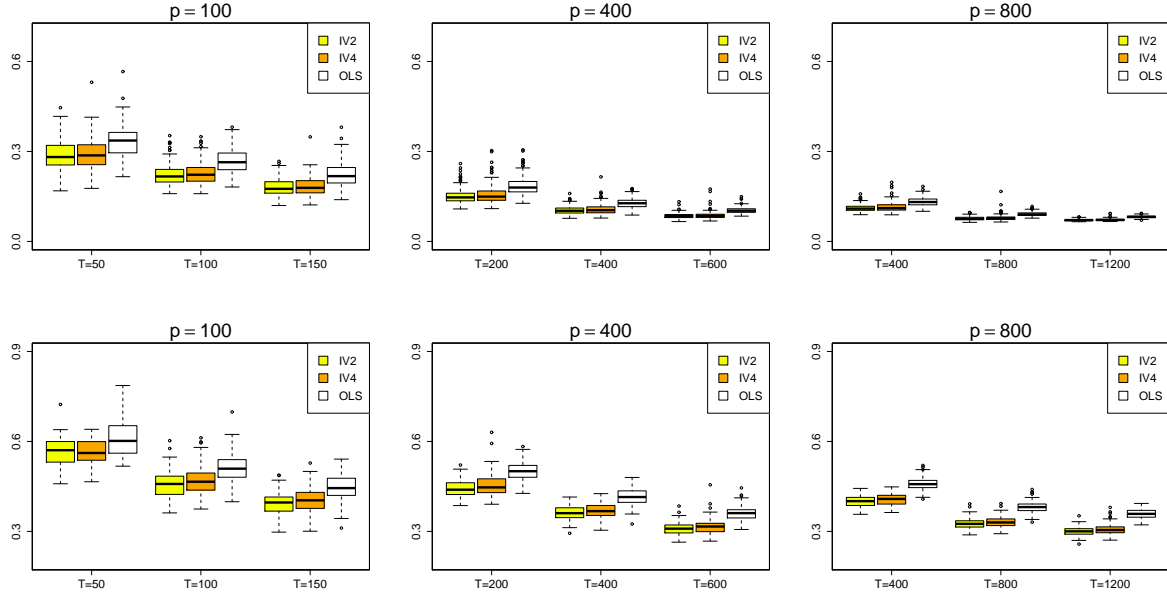 p = 100
p = 400
p = 800
IV2
IV4
OLS
IV2
IV4
OLS
IV2
IV4
OLS
0.6
0.3
0.0
0.6
0.3
0.0
0.6
0.3
0.0
T=50
T=100
T=150
T=200
T=400
T=600
T=400
T=800
T=1200
p = 100
p = 400
p = 800
IV2
IV4
OLS
IV2
IV4
OLS
IV2
IV4
OLS
0.9
0.6
0.3
0.9
0.6
0.3
0.9
0.6
0.3
T=50
T=100
T=150
T=200
T=400
T=600
T=400
T=800
T=1200